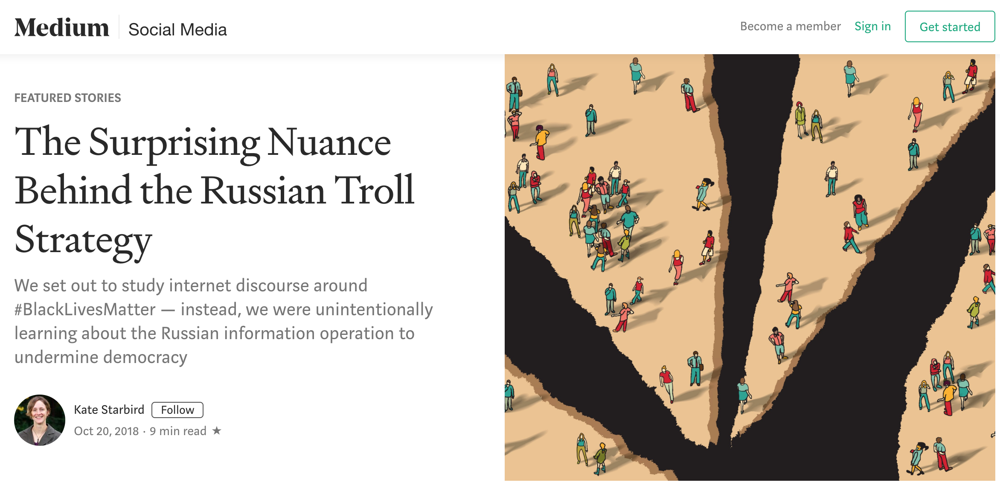 Medium
Social Media
Become a member
Sign in
Get started
FEATURED STORIES
The Surprising Nuance
Behind the Russian Troll
Strategy
We set out to study internet discourse around
#BlackLivesMatter — instead, we were unintentionally
learning about the Russian information operation to
undermine democracy
Kate Starbird
Follow
Oct 20, 2018 · 9 min read ★